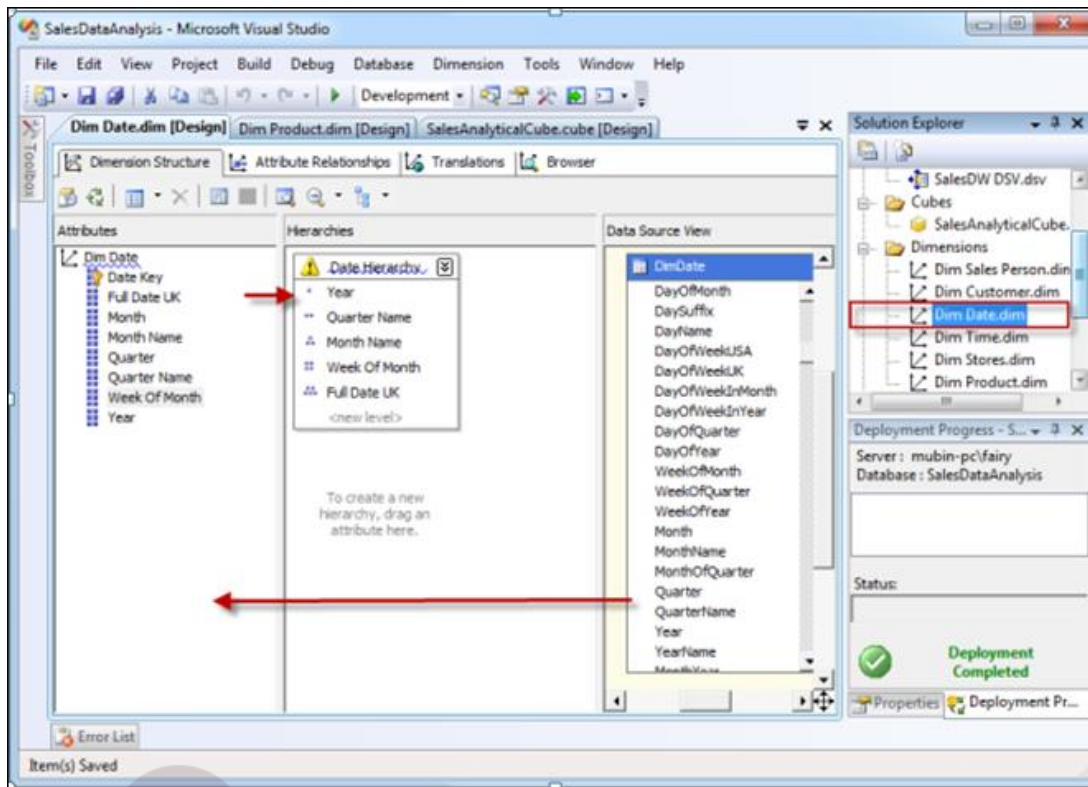 SalesDataAnalysis - Microsoft Visual Studio
File Edit View Project Build Debug Database Dimension Tools Window Help
Development
Toolbox
Dim Date.dim [Design] Dim Product.dim [Design] SalesAnalyticalCube.cube [Design]
Dimension Structure Attribute Relationships Translations Browser
Attributes
Dim Date
Date Key
Full Date UK
Month
Month Name
Quarter
Quarter Name
Week Of Month
Year
Hierarchies
Date Hierarchy
Year
Quarter Name
Month Name
Week Of Month
Full Date UK
<new level>
To create a new
hierarchy, drag an
attribute here.
Data Source View
DimDate
DayOfMonth
DaySuffix
DayName
DayOfWeekUSA
DayOfWeekUK
DayOfWeekInMonth
DayOfWeekInYear
DayOfQuarter
DayOfYear
WeekOfMonth
WeekOfQuarter
WeekOfYear
Month
MonthName
MonthOfQuarter
Quarter
QuarterName
Year
YearName
MonthYear
Solution Explorer
SalesDW DSV.dsv
Cubes
SalesAnalyticalCube.
Dimensions
Dim Sales Person.din
Dim Customer.dim
Dim Date.dim
Dim Time.dim
Dim Stores.dim
Dim Product.dim
Deployment Progress - S...
Server : mubin-pc\fairy
Database : SalesDataAnalysis
Status:
Deployment
Completed
Properties Deployment Pr...
Error List
Item(s) Saved